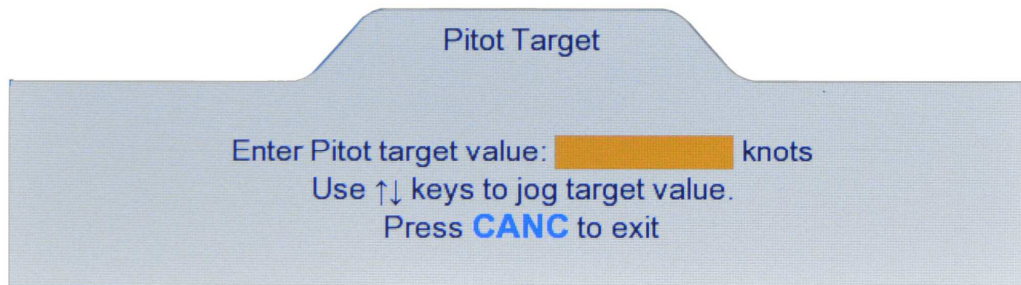 Pitot Target
Enter Pitot target value: knots
Use ↑↓ keys to jog target value.
Press CANC to exit